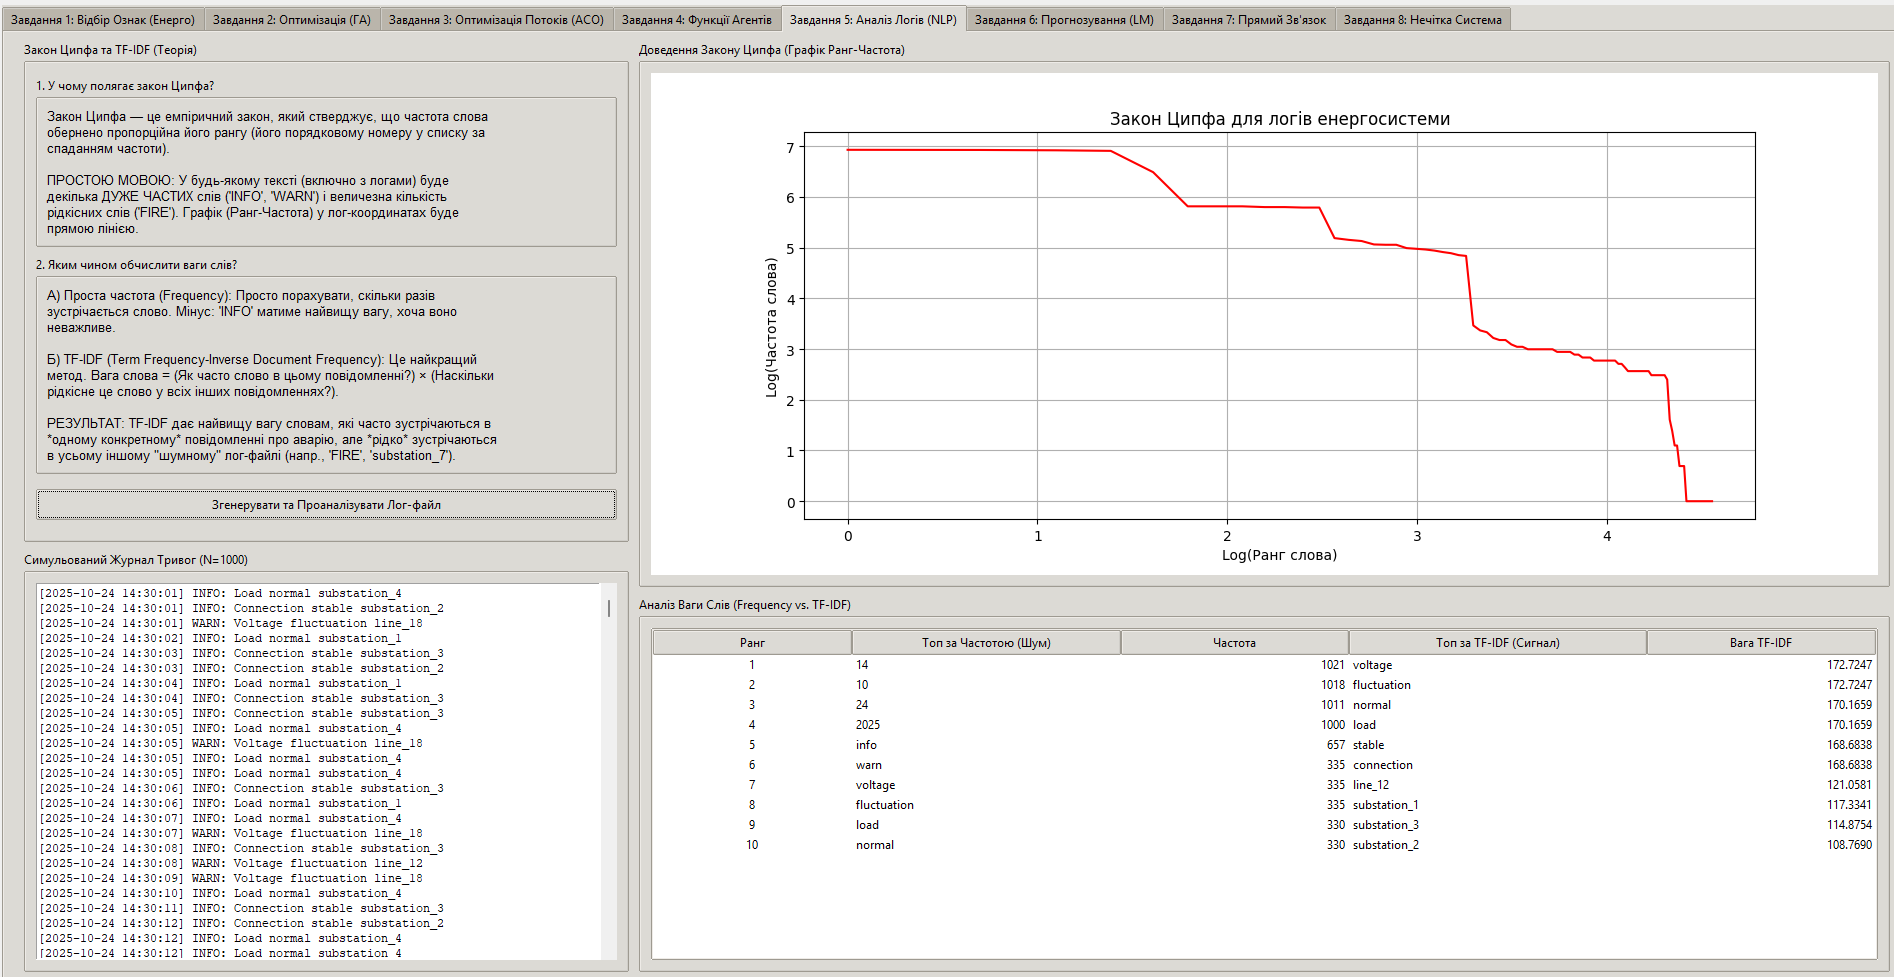 Завдання 1: Відбір Ознак (Енерго)
Завдання 2: Оптимізація (ГА)
Завдання 3: Оптимізація Потоків (ACO)
Завдання 4: Функції Агентів
Завдання 5: Аналіз Логів (NLP)
Завдання 6: Прогнозування (LM)
Завдання 7: Прямий Зв'язок
Завдання 8: Нечітка Система
Закон Ципфа та TF-IDF (Теорія)
1. У чому полягає закон Ципфа?
Закон Ципфа — це емпіричний закон, який стверджує, що частота слова
обернено пропорційна його рангу (його порядковому номеру у списку за
спаданням частоти).
ПРОСТОЮ МОВОЮ: У будь-якому тексті (включно з логами) буде
декілька ДУЖЕ ЧАСТИХ слів ('INFO', 'WARN') і величезна кількість
рідкісних слів ('FIRE'). Графік (Ранг-Частота) у лог-координатах буде
прямою лінією.
2. Яким чином обчислити ваги слів?
А) Проста частота (Frequency): Просто порахувати, скільки разів
зустрічається слово. Мінус: 'INFO' матиме найвищу вагу, хоча воно
неважливе.
Б) TF-IDF (Term Frequency-Inverse Document Frequency): Це найкращий
метод. Вага слова = (Як часто слово в цьому повідомленні?) × (Наскільки
рідкісне це слово у всіх інших повідомленнях?).
РЕЗУЛЬТАТ: TF-IDF дає найвищу вагу словам, які часто зустрічаються в
*одному конкретному* повідомленні про аварію, але *рідко* зустрічаються
в усьому іншому "шумному" лог-файлі (напр., 'FIRE', 'substation_7').
Згенерувати та Проаналізувати Лог-файл
Симульований Журнал Тривог (N=1000)
[2025-10-24 14:30:01] INFO: Load normal substation_4
[2025-10-24 14:30:01] INFO: Connection stable substation_2
[2025-10-24 14:30:01] WARN: Voltage fluctuation line_18
[2025-10-24 14:30:02] INFO: Load normal substation_1
[2025-10-24 14:30:03] INFO: Connection stable substation_3
[2025-10-24 14:30:03] INFO: Connection stable substation_2
[2025-10-24 14:30:04] INFO: Load normal substation_1
[2025-10-24 14:30:04] INFO: Connection stable substation_3
[2025-10-24 14:30:05] INFO: Connection stable substation_3
[2025-10-24 14:30:05] INFO: Load normal substation_4
[2025-10-24 14:30:05] WARN: Voltage fluctuation line_18
[2025-10-24 14:30:05] INFO: Load normal substation_4
[2025-10-24 14:30:05] INFO: Load normal substation_4
[2025-10-24 14:30:06] INFO: Connection stable substation_3
[2025-10-24 14:30:06] INFO: Load normal substation_1
[2025-10-24 14:30:07] INFO: Load normal substation_4
[2025-10-24 14:30:07] WARN: Voltage fluctuation line_18
[2025-10-24 14:30:08] INFO: Connection stable substation_3
[2025-10-24 14:30:08] WARN: Voltage fluctuation line_12
[2025-10-24 14:30:09] WARN: Voltage fluctuation line_18
[2025-10-24 14:30:10] INFO: Load normal substation_4
[2025-10-24 14:30:11] INFO: Connection stable substation_3
[2025-10-24 14:30:12] INFO: Connection stable substation_2
[2025-10-24 14:30:12] INFO: Load normal substation_4
[2025-10-24 14:30:12] INFO: Load normal substation_4
Доведення Закону Ципфа (Графік Ранг-Частота)
Закон Ципфа для логів енергосистеми
Log(Частота слова)
7
6
5
4
3
2
1
0
0 1 2 3 4
Log(Ранг слова)
Аналіз Ваги Слів (Frequency vs. TF-IDF)
Ранг Топ за Частотою (Шум) Частота Топ за TF-IDF (Сигнал) Вага TF-IDF
1 14 1021 voltage 172.7247
2 10 1018 fluctuation 172.7247
3 24 1011 normal 170.1659
4 2025 1000 load 170.1659
5 info 657 stable 168.6838
6 warn 335 connection 168.6838
7 voltage 335 line_12 121.0581
8 fluctuation 335 substation_1 117.3341
9 load 330 substation_3 114.8754
10 normal 330 substation_2 108.7690